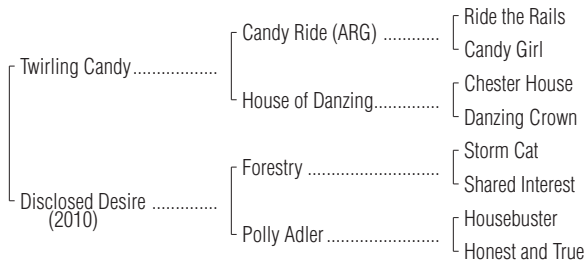 Ride the Rails
Candy Ride (ARG) ............
Candy Girl
Twirling Candy..................
Chester House
House of Danzing..............
Danzing Crown
Storm Cat
Forestry ........................
Shared Interest
Disclosed Desire ..............
(2010)
Housebuster
Polly Adler.....................
Honest and True